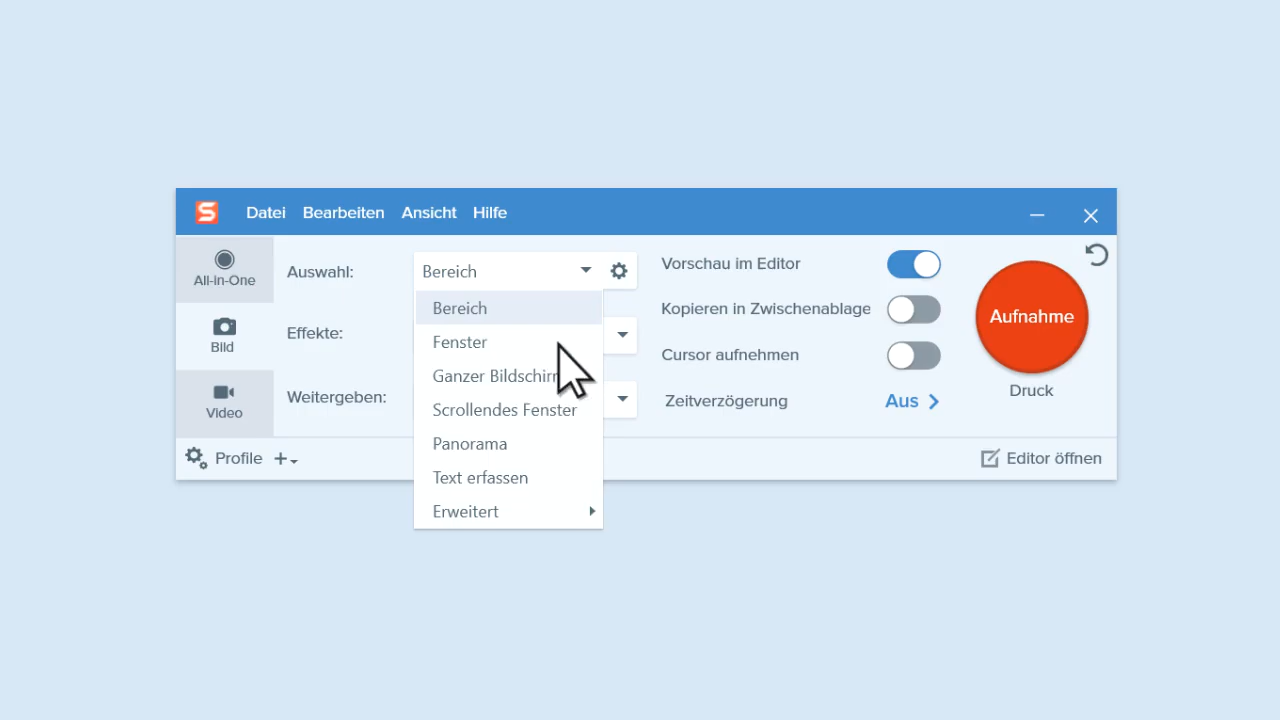 Datei Bearbeiten Ansicht Hilfe
All-in-One
Bild
Video
Auswahl:
Bereich
Effekte:
Weitergeben:
Bereich
Fenster
Ganzer Bildschirm
Scrollendes Fenster
Panorama
Text erfassen
Erweitert
Vorschau im Editor
Kopieren in Zwischenablage
Cursor aufnehmen
Zeitverzögerung Aus
Aufnahme
Druck
Profile
Editor öffnen